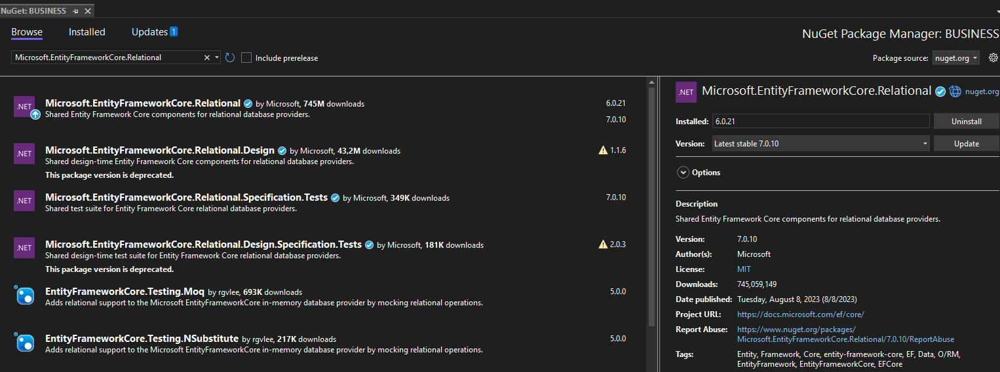 NuGet: BUSINESS
Browse Installed Updates 1
NuGet Package Manager: BUSINESS
Microsoft.EntityFrameworkCore.Relational
Include prerelease
Package source: nuget.org
.NET
Microsoft.EntityFrameworkCore.Relational by Microsoft, 745M downloads
6.0.21
Shared Entity Framework Core components for relational database providers.
7.0.10
.NET
Microsoft.EntityFrameworkCore.Relational.Design by Microsoft, 43,2M downloads
1.1.6
Shared design-time Entity Framework Core components for relational database providers.
This package version is deprecated.
.NET
Microsoft.EntityFrameworkCore.Relational.Specification.Tests by Microsoft, 349K downloads
7.0.10
Shared test suite for Entity Framework Core relational database providers.
.NET
Microsoft.EntityFrameworkCore.Relational.Design.Specification.Tests by Microsoft, 181K downloads
2.0.3
Shared design-time test suite for Entity Framework Core relational database providers.
This package version is deprecated.
EntityFrameworkCore.Testing.Moq by rgvlee, 693K downloads
5.0.0
Adds relational support to the Microsoft EntityFrameworkCore in-memory database provider by mocking relational operations.
EntityFrameworkCore.Testing.NSubstitute by rgvlee, 217K downloads
5.0.0
Adds relational support to the Microsoft EntityFrameworkCore in-memory database provider by mocking relational operations.
.NET
Microsoft.EntityFrameworkCore.Relational nuget.org
Installed: 6.0.21 Uninstall
Version: Latest stable 7.0.10 Update
Options
Description
Shared Entity Framework Core components for relational database providers.
Version: 7.0.10
Author(s): Microsoft
License: MIT
Downloads: 745,059,149
Date published: Tuesday, August 8, 2023 (8/8/2023)
Project URL: https://docs.microsoft.com/ef/core/
Report Abuse: https://www.nuget.org/packages/
Microsoft.EntityFrameworkCore.Relational/7.0.10/ReportAbuse
Tags: Entity, Framework, Core, entity-framework-core, EF, Data, O/RM,
EntityFramework, EntityFrameworkCore, EFCore